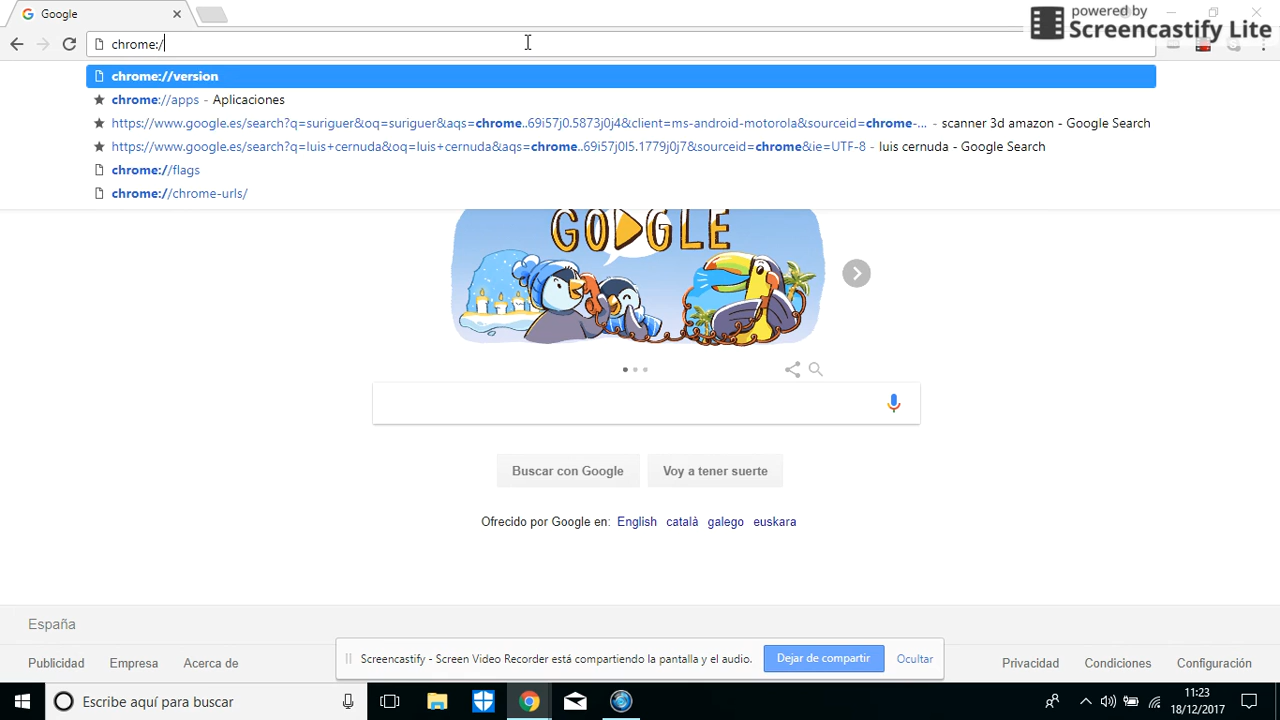 Google
powered by
Screencastify Lite
chrome:/
chrome://version
chrome://apps - Aplicaciones
https://www.google.es/search?q=suriguer&oq=suriguer&aqs=chrome..69i57j0.5873j0j4&client=ms-android-motorola&sourceid=chrome-... - scanner 3d amazon - Google Search
https://www.google.es/search?q=luis+cernuda&oq=luis+cernuda&aqs=chrome..69i57j0l5.1779j0j7&sourceid=chrome&ie=UTF-8 - luis cernuda - Google Search
chrome://flags
chrome://chrome-urls/
GOGLE
Buscar con Google Voy a tener suerte
Ofrecido por Google en: English català galego euskara
España
Screencastify - Screen Video Recorder está compartiendo la pantalla y el audio. Dejar de compartir Ocultar
Publicidad Empresa Acerca de Privacidad Condiciones Configuración
Escribe aquí para buscar
11:23
18/12/2017